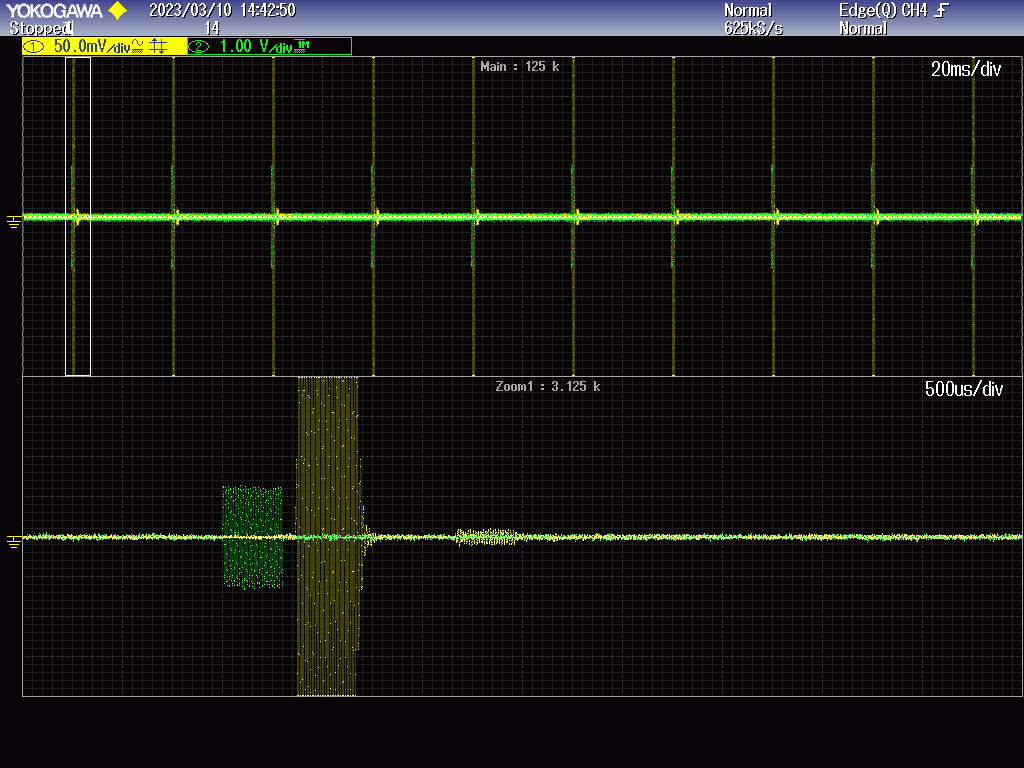 YOKOGAWA 2023/03/10 14:42:50 Normal Edge(Q) CH4
Stopped 14 625kS/s Normal
1 50.0mV/div 2 1.00 V/div 1M
Main : 125 k 20ms/div
Zoom1 : 3.125 k 500us/div